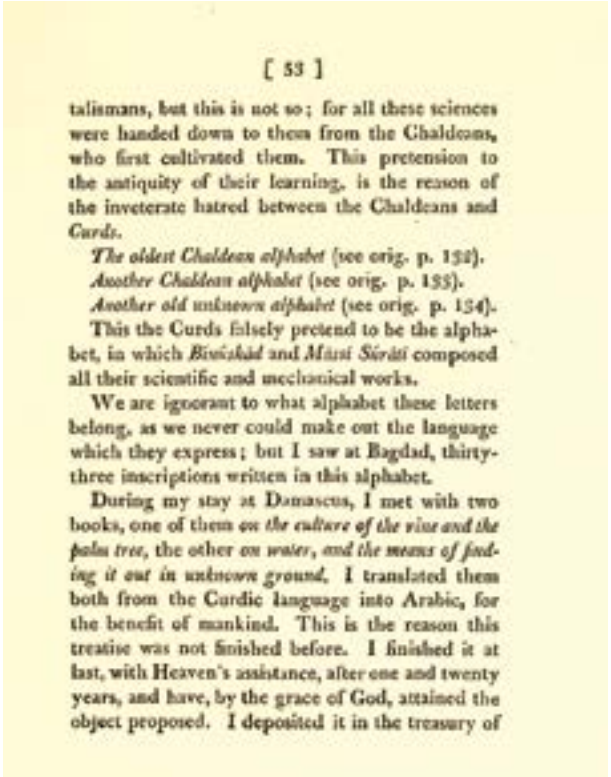 [ 53 ]
talismans, but this is not so; for all these sciences
were handed down to them from the Chaldeans,
who first cultivated them. This pretension to
the antiquity of their learning, is the reason of
the inveterate hatred between the Chaldeans and
Curds.
The oldest Chaldean alphabet (see orig. p. 132).
Another Chaldean alphabet (see orig. p. 133).
Another old unknown alphabet (see orig. p. 134).
This the Curds falsely pretend to be the alpha-
bet, in which and Mássí Súrátí composed
all their scientific and mechanical works.
We are ignorant to what alphabet these letters
belong, as we never could make out the language
which they express; but I saw at Bagdad, thirty-
three inscriptions written in this alphabet.
During my stay at Damascus, I met with two
books, one of them on the culture of the vine and the
palm tree, the other on water, and the means of find-
ing it out in unknown ground. I translated them
both from the Curdic language into Arabic, for
the benefit of mankind. This is the reason this
treatise was not finished before. I finished it at
last, with Heaven's assistance, after one and twenty
years, and have, by the grace of God, attained the
object proposed. I deposited it in the treasury of